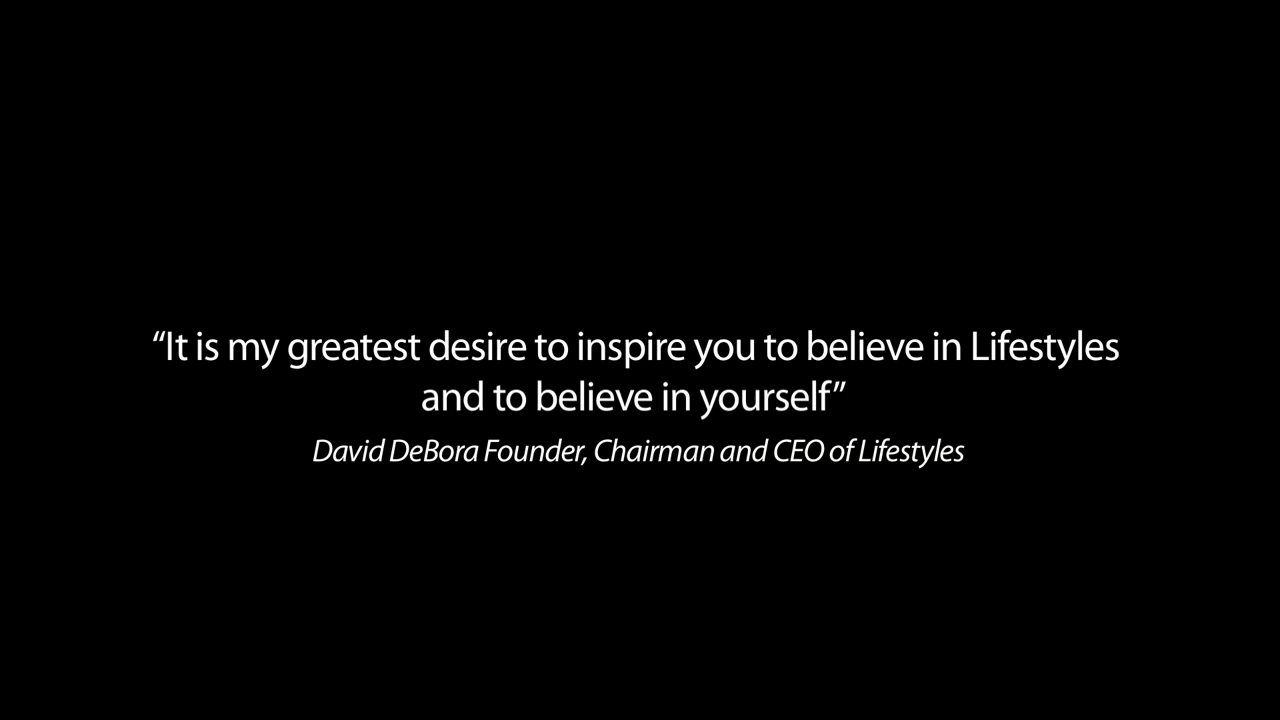 “It is my greatest desire to inspire you to believe in Lifestyles
and to believe in yourself”
David DeBora Founder, Chairman and CEO of Lifestyles